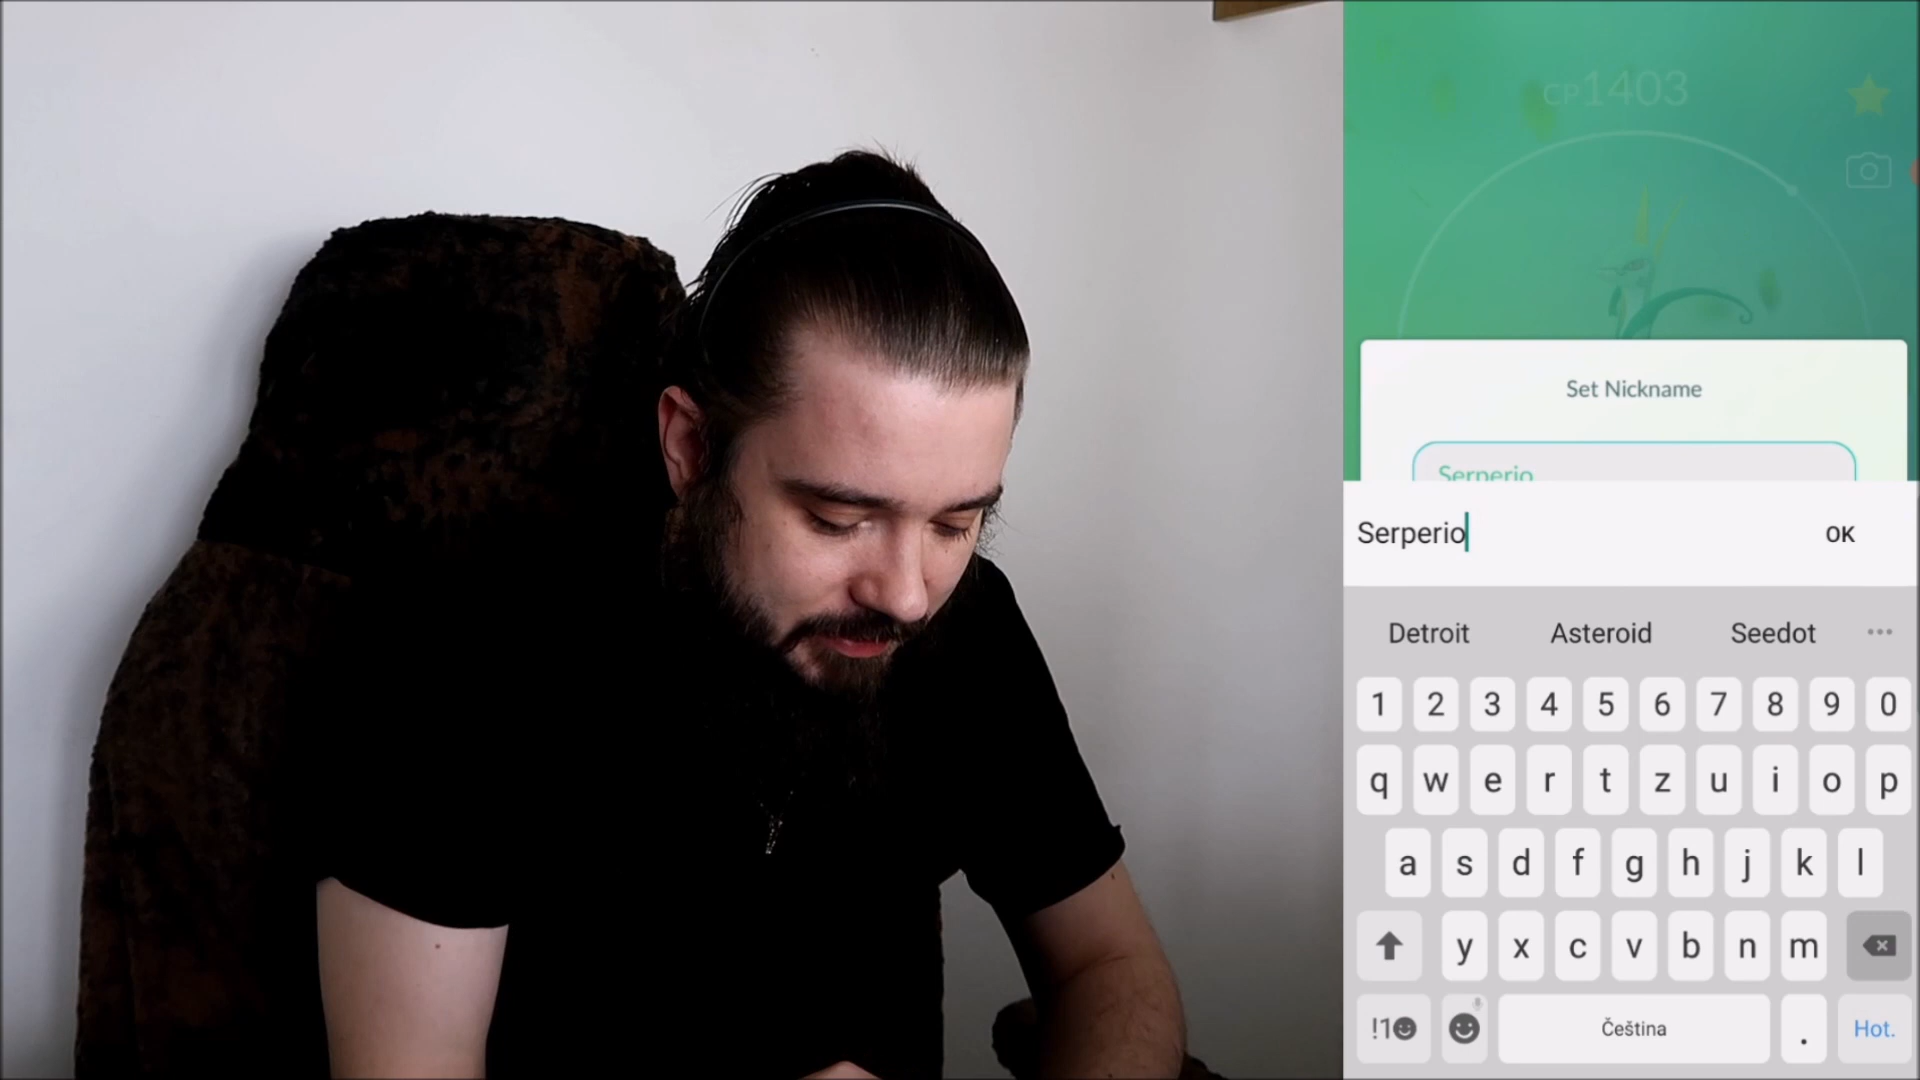 CP1403
Set Nickname
Serperio
Serperio OK
Detroit Asteroid Seedot ...
1 2 3 4 5 6 7 8 9 0
q w e r t z u i o p
a s d f g h j k l
y x c v b n m
!1 Čeština . Hot.